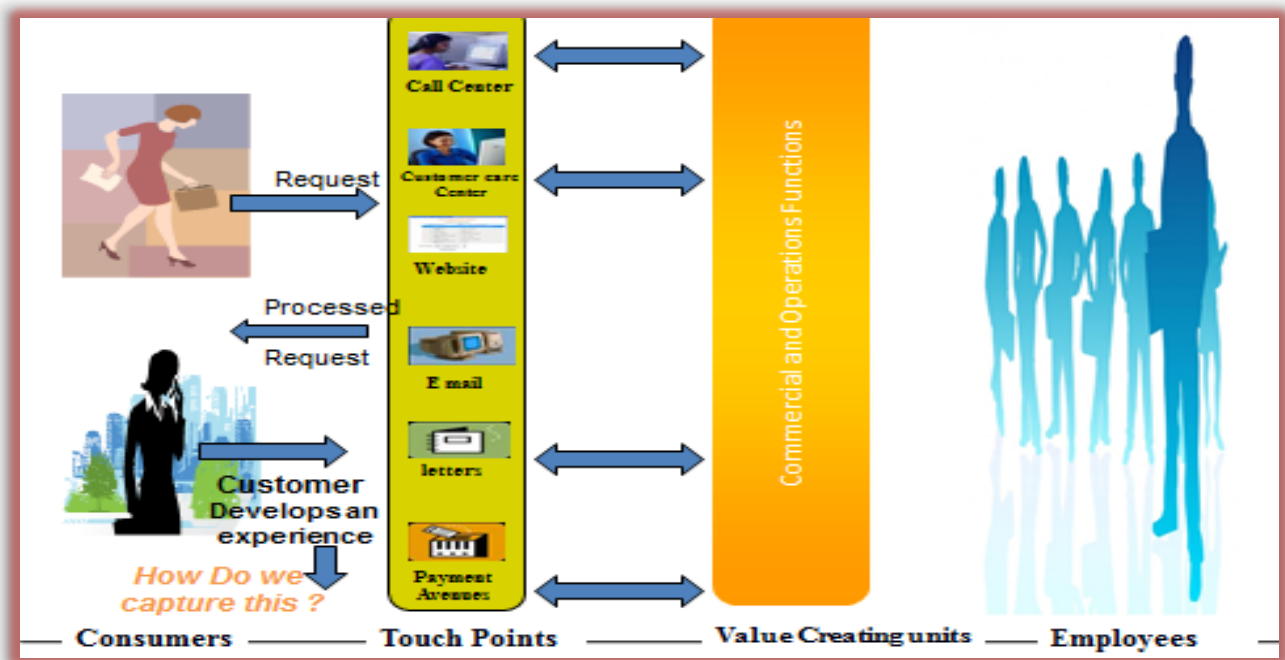 Call Center
Customer care
Center
Request
Website
Processed
Request
E mail
letters
Customer
Develops an
experience
How Do we
capture this ?
Payment
Avenues
Commercial and Operations Functions
Consumers
Touch Points
Value Creating units
Employees